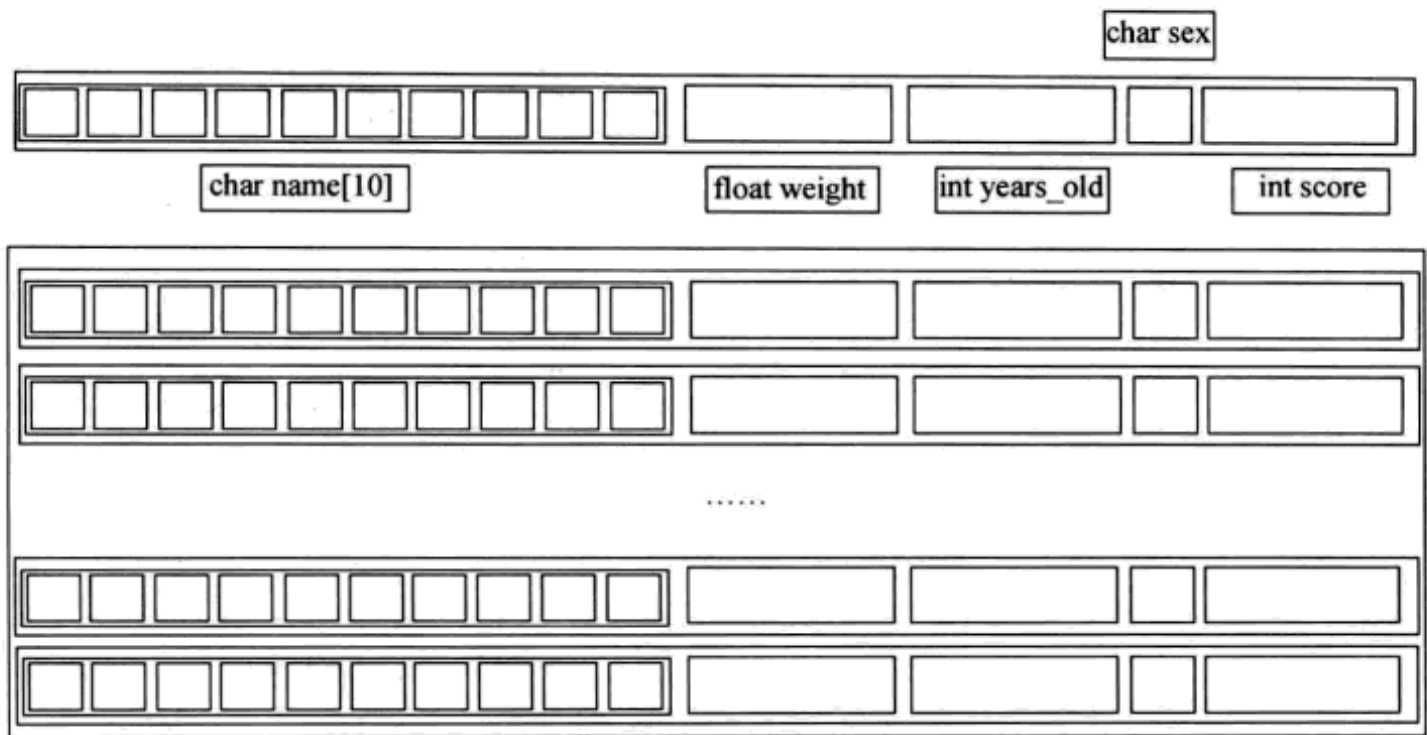 char sex
char name[10]
float weight
int years_old
int score
......